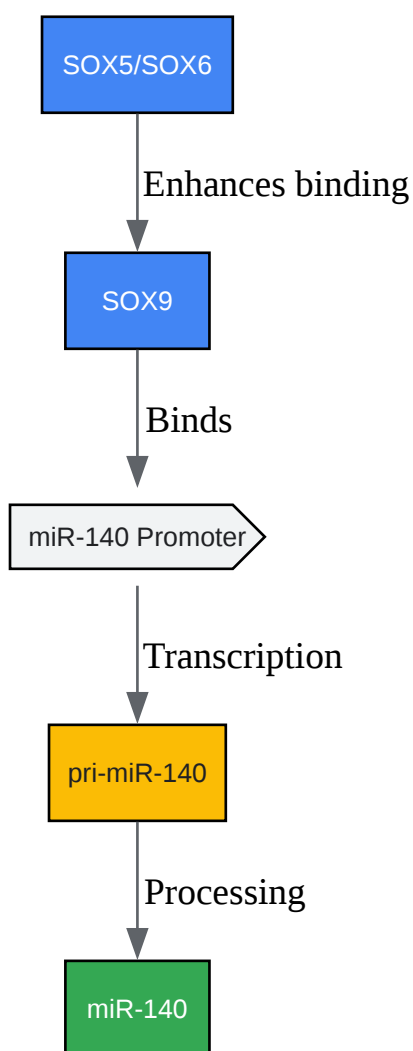 SOX5/SOX6
Enhances binding
SOX9
Binds
miR-140 Promoter
Transcription
pri-miR-140
Processing
miR-140